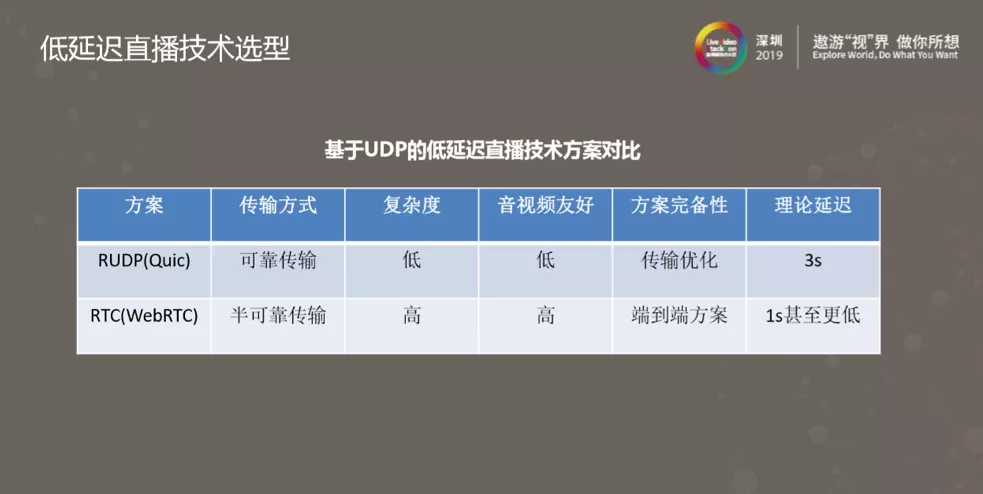 低延迟直播技术选型
Live Video
Stack Con
深圳
2019
遨游“视”界 做你所想
Explore World, Do What You Want
基于UDP的低延迟直播技术方案对比
方案 传输方式 复杂度 音视频友好 方案完备性 理论延迟
RUDP(Quic) 可靠传输 低 低 传输优化 3s
RTC(WebRTC) 半可靠传输 高 高 端到端方案 1s甚至更低